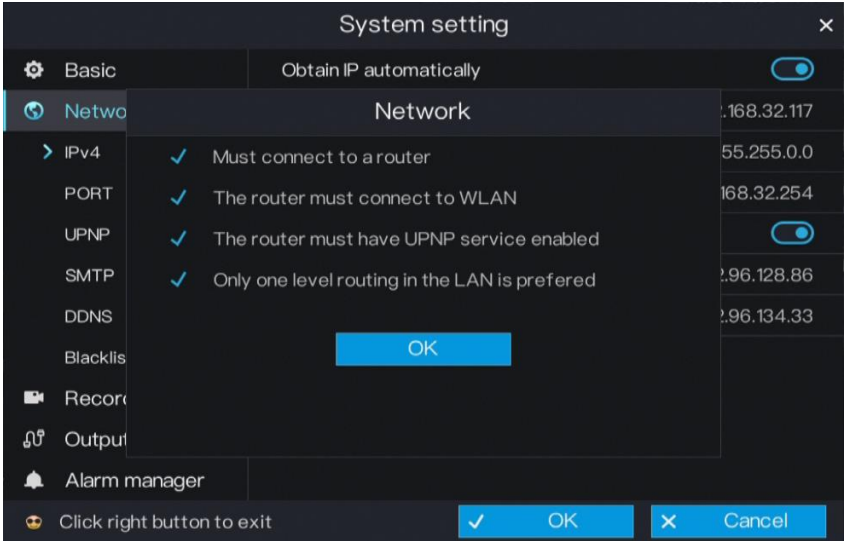 System setting
Basic
Obtain IP automatically
Netwo
Network
.168.32.117
IPv4
Must connect to a router
55.255.0.0
PORT
The router must connect to WLAN
168.32.254
UPNP
The router must have UPNP service enabled
SMTP
Only one level routing in the LAN is prefered
2.96.128.86
DDNS
2.96.134.33
Blacklis
OK
Record
Output
Alarm manager
Click right button to exit
OK
Cancel